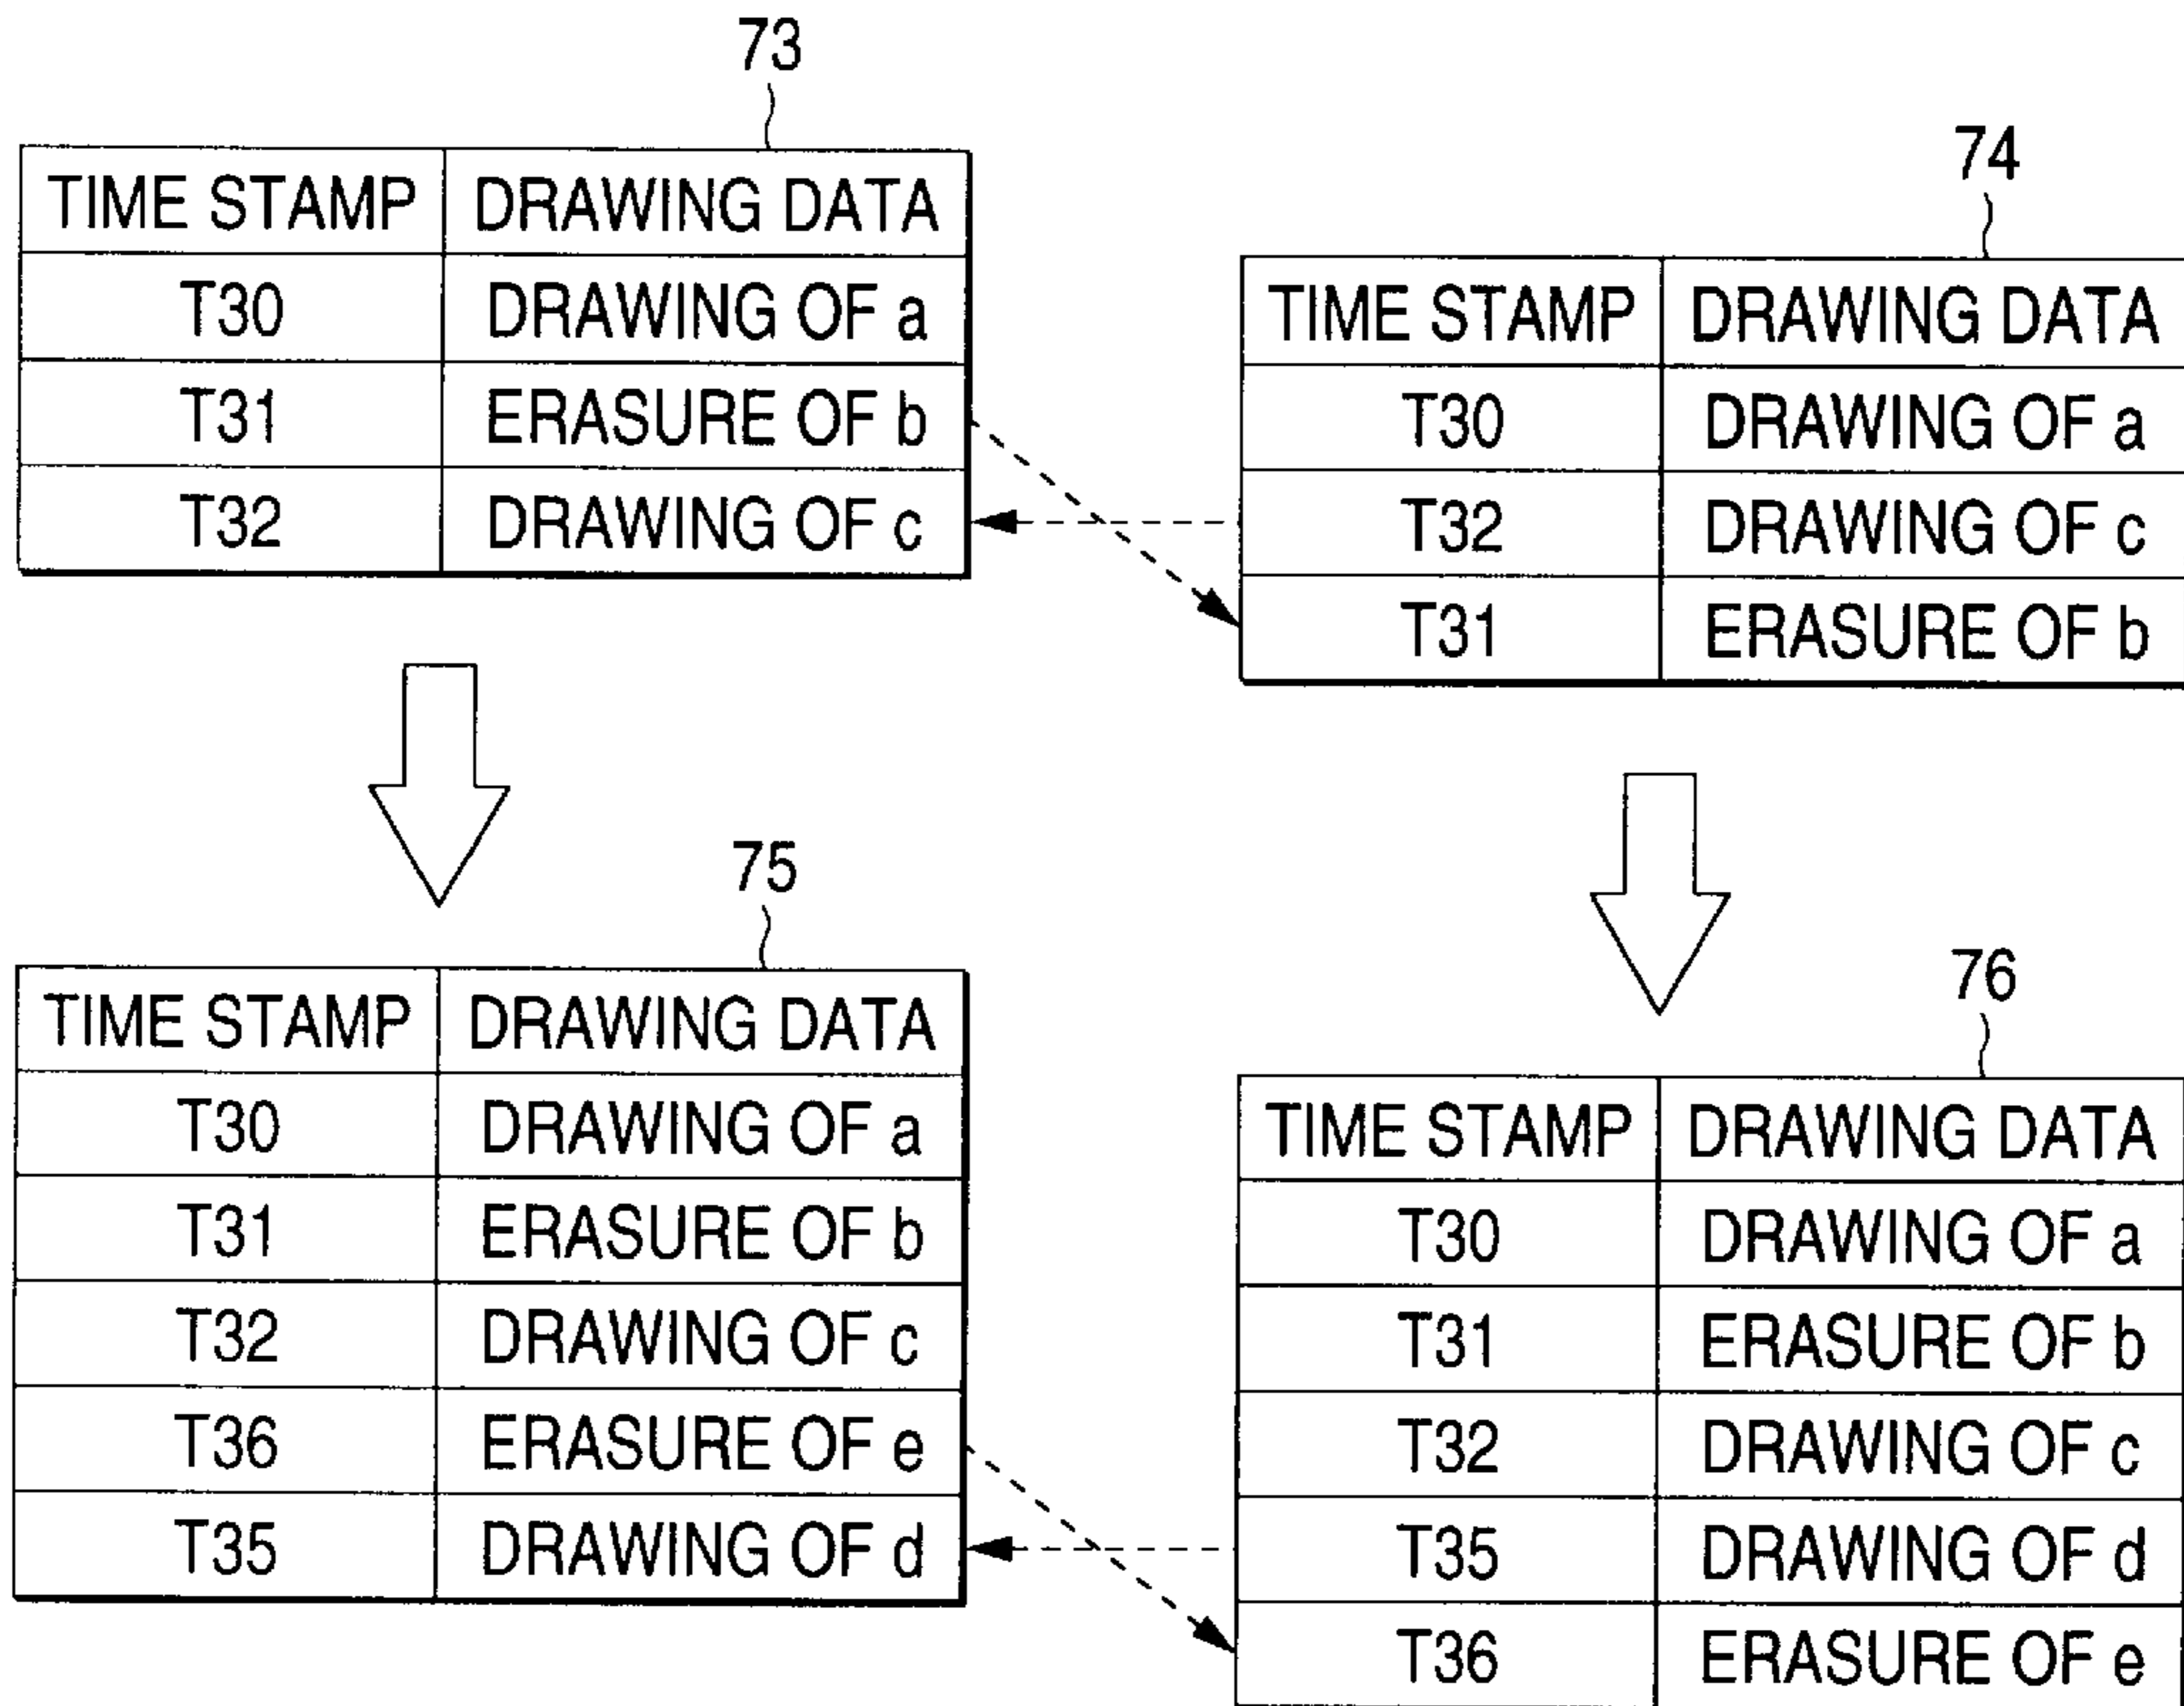 73
TIME STAMP DRAWING DATA
T30 DRAWING OF a
T31 ERASURE OF b
T32 DRAWING OF c
74
TIME STAMP DRAWING DATA
T30 DRAWING OF a
T32 DRAWING OF c
T31 ERASURE OF b
75
TIME STAMP DRAWING DATA
T30 DRAWING OF a
T31 ERASURE OF b
T32 DRAWING OF c
T36 ERASURE OF e
T35 DRAWING OF d
76
TIME STAMP DRAWING DATA
T30 DRAWING OF a
T31 ERASURE OF b
T32 DRAWING OF c
T35 DRAWING OF d
T36 ERASURE OF e